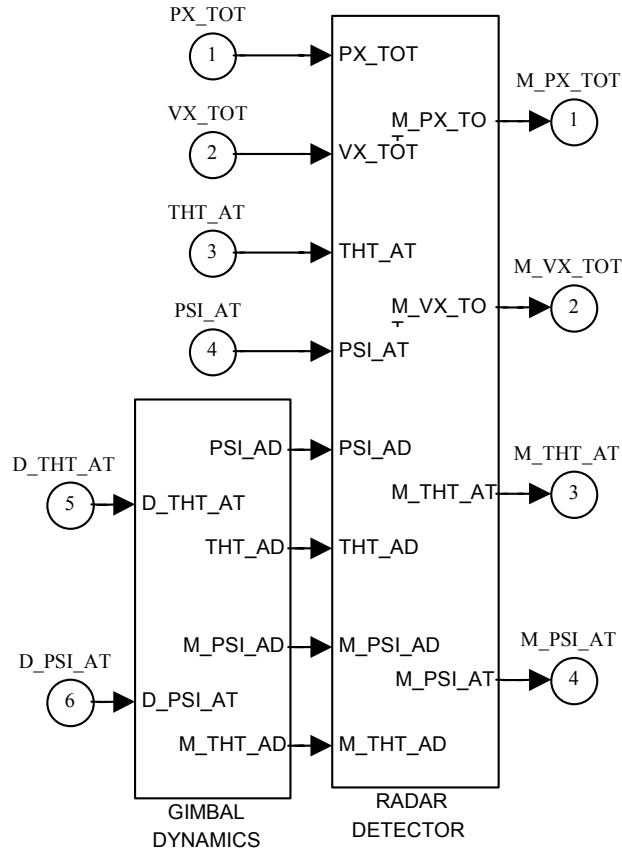 PX_TOT
1
PX_TOT
M_PX_TOT
VX_TOT
M_PX_TO
T
1
2
VX_TOT
THT_AT
3
THT_AT
M_VX_TOT
PSI_AT
M_VX_TO
T
2
4
PSI_AT
PSI_AD
PSI_AD
D_THT_AT
M_THT_AT
5
D_THT_AT
M_THT_AT
3
THT_AD
THT_AD
M_PSI_AD
M_PSI_AD
D_PSI_AT
M_PSI_AT
6
D_PSI_AT
M_PSI_AT
4
M_THT_AD
M_THT_AD
GIMBAL
DYNAMICS
RADAR
DETECTOR